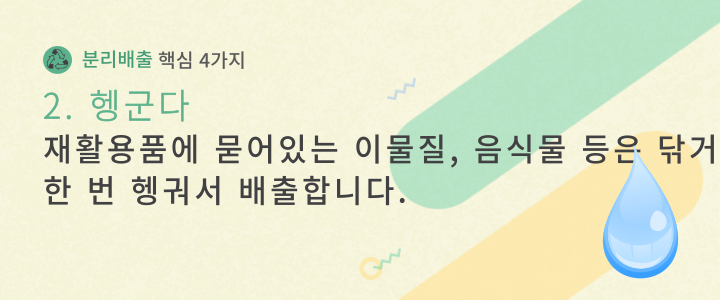 분리배출 핵심 4가지
2. 헹군다
재활용품에 묻어있는 이물질, 음식물 등은 닦거
한 번 헹궈서 배출합니다.